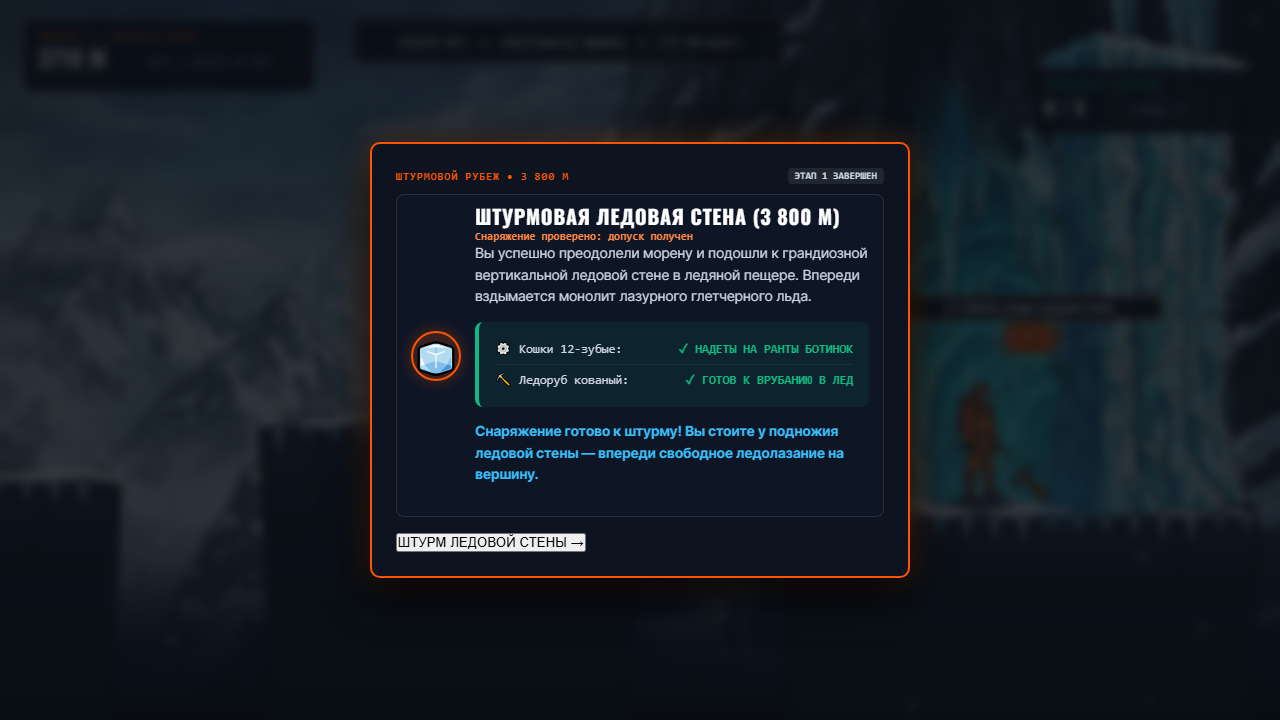 ШТУРМОВОЙ РУБЕЖ • 3 800 М
ЭТАП 1 ЗАВЕРШЕН
ШТУРМОВАЯ ЛЕДОВАЯ СТЕНА (3 800 М)
Снаряжение проверено: допуск получен
Вы успешно преодолели морену и подошли к грандиозной
вертикальной ледовой стене в ледяной пещере. Впереди
вздымается монолит лазурного глетчерного льда.
Кошки 12-зубые: ✓ НАДЕТЫ НА РАНТЫ БОТИНОК
Ледоруб кованый: ✓ ГОТОВ К ВРУБАНИЮ В ЛЕД
Снаряжение готово к штурму! Вы стоите у подножия
ледовой стены — впереди свободное ледолазание на
вершину.
ШТУРМ ЛЕДОВОЙ СТЕНЫ →